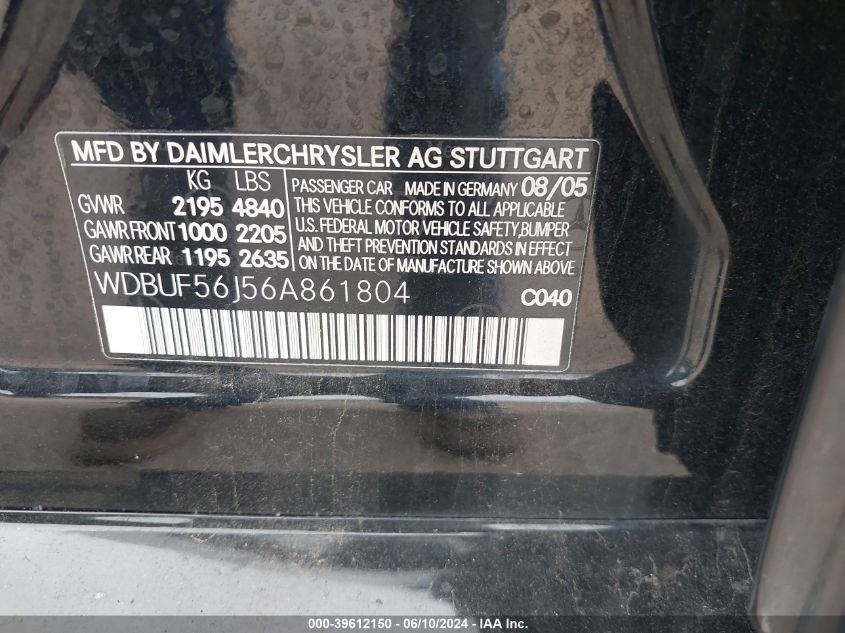 MFD BY DAIMLERCHRYSLER AG STUTTGART
KG LBS
GVWR 2195 4840
GAWR FRONT 1000 2205
GAWR REAR 1195 2635
PASSENGER CAR MADE IN GERMANY 08/05
THIS VEHICLE CONFORMS TO ALL APPLICABLE
U.S. FEDERAL MOTOR VEHICLE SAFETY,BUMPER
AND THEFT PREVENTION STANDARDS IN EFFECT
ON THE DATE OF MANUFACTURE SHOWN ABOVE.
WDBUF56J56A861804 C040
000-39612150 - 06/10/2024 - IAA Inc.